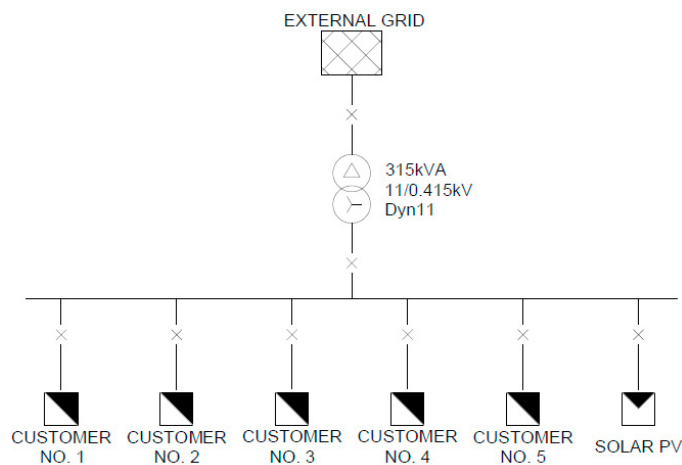 EXTERNAL GRID
315kVA
11/0.415kV
Dyn11
CUSTOMER
NO. 1
CUSTOMER
NO. 2
CUSTOMER
NO. 3
CUSTOMER
NO. 4
CUSTOMER
NO. 5
SOLAR PV